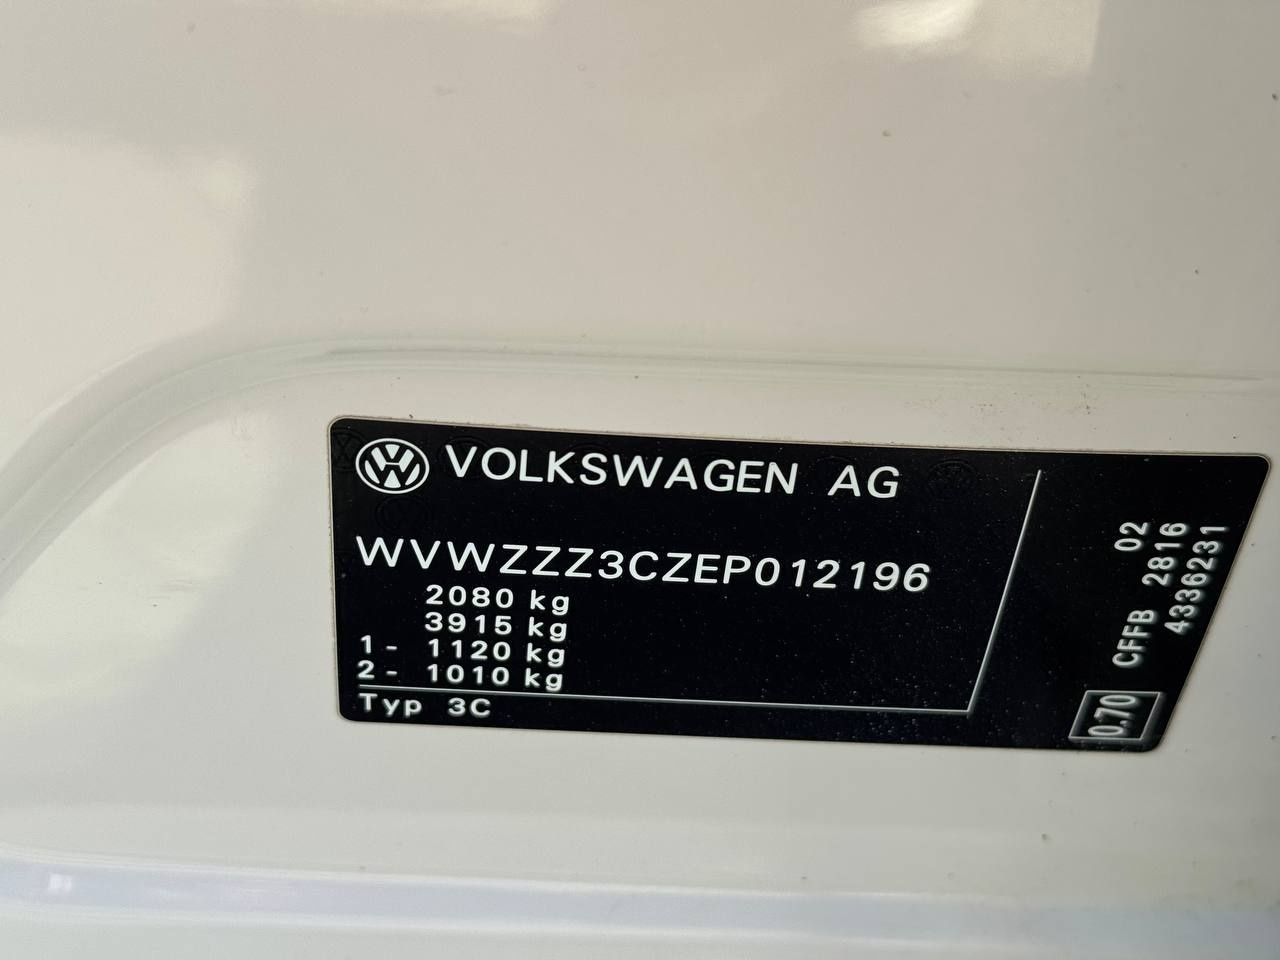 VOLKSWAGEN AG
WVWZZZ3CZEP012196
2080 kg
3915 kg
1 - 1120 kg
2 - 1010 kg
Typ 3C
02
CFFB 2816
4336231
0.70